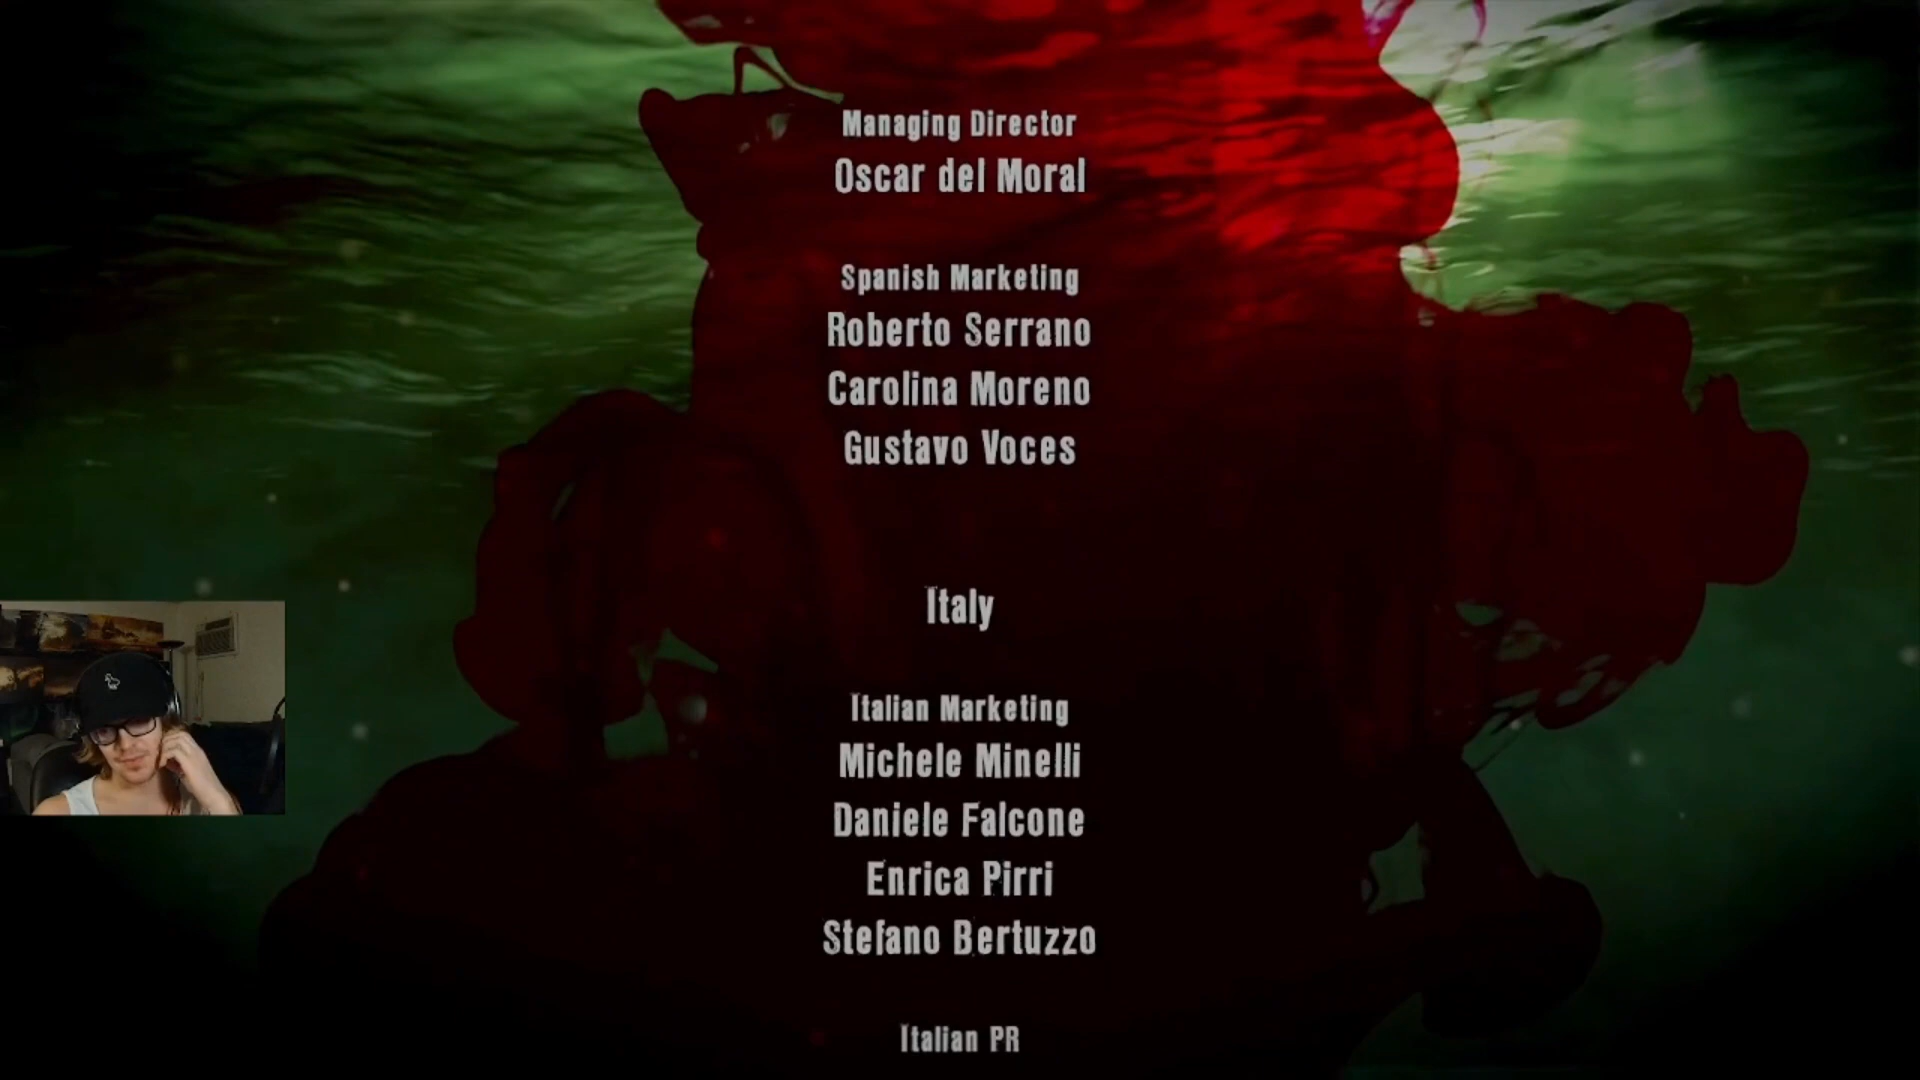 Managing Director
Oscar del Moral
Spanish Marketing
Roberto Serrano
Carolina Moreno
Gustavo Voces
Italy
Italian Marketing
Michele Minelli
Daniele Falcone
Enrica Pirri
Stefano Bertuzzo
Italian PR